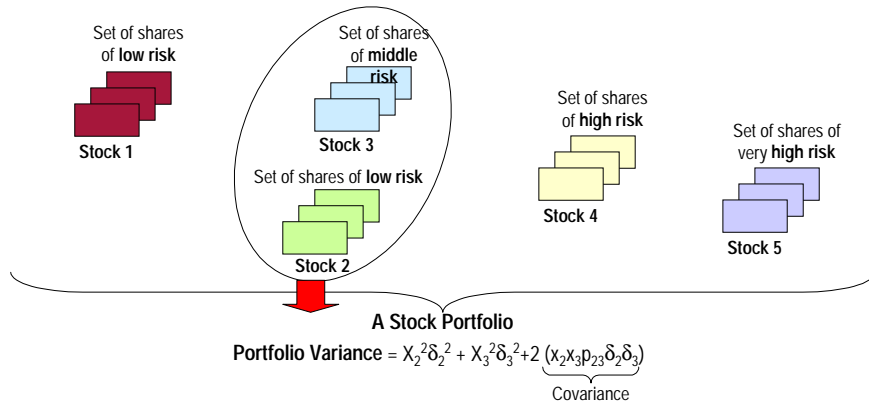 Set of shares
of low risk
Stock 1
Set of shares
of middle
risk
Stock 3
Set of shares of low risk
Stock 2
Set of shares
of high risk
Stock 4
Set of shares of
very high risk
Stock 5
A Stock Portfolio
Portfolio Variance = X₂²δ₂² + X₃²δ₃²+2 (x₂x₃p₂₃δ₂δ₃)
Covariance